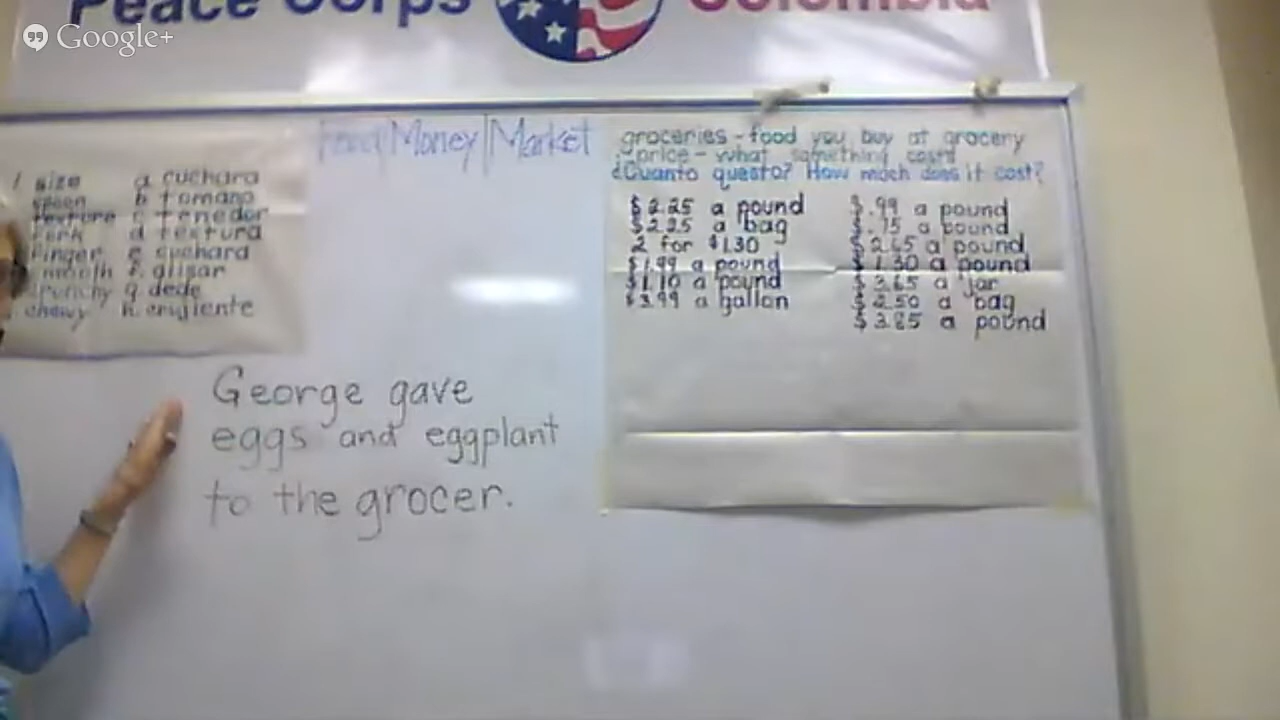 Peace Corps Colombia
Google+
Money | Market
1 size a cuchara
spoon b tomano
texture c tenedor
fork d textura
finger e cuchard
smooth f. alisar
crunchy g dede
chewy h. enyiente
groceries - food you buy at grocery
price - what something costs
¿Cuanto questo? How much does it cost?
$2.25 a pound
$2.25 a bag
2 for $1.30
$1.99 a pound
$1.10 a pound
$3.99 a gallon
$.99 a pound
$.75 a pound
$2.65 a pound
$1.30 a pound
$3.65 a jar
$2.50 a bag
$3.85 a pound
George gave
eggs and eggplant
to the grocer.